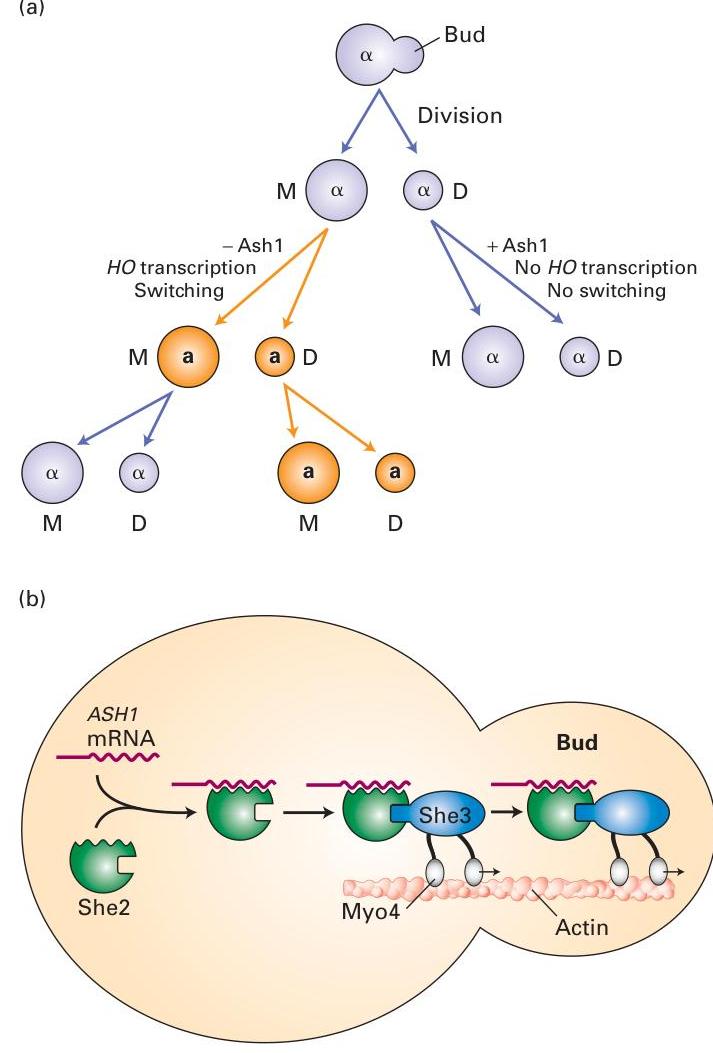 (a)
Bud
α
Division
M α α D
– Ash1
HO transcription
Switching
+ Ash1
No HO transcription
No switching
M a a D
M α α D
α α a a
M D M D
(b)
ASH1
mRNA
Bud
She3
She2
Myo4
Actin